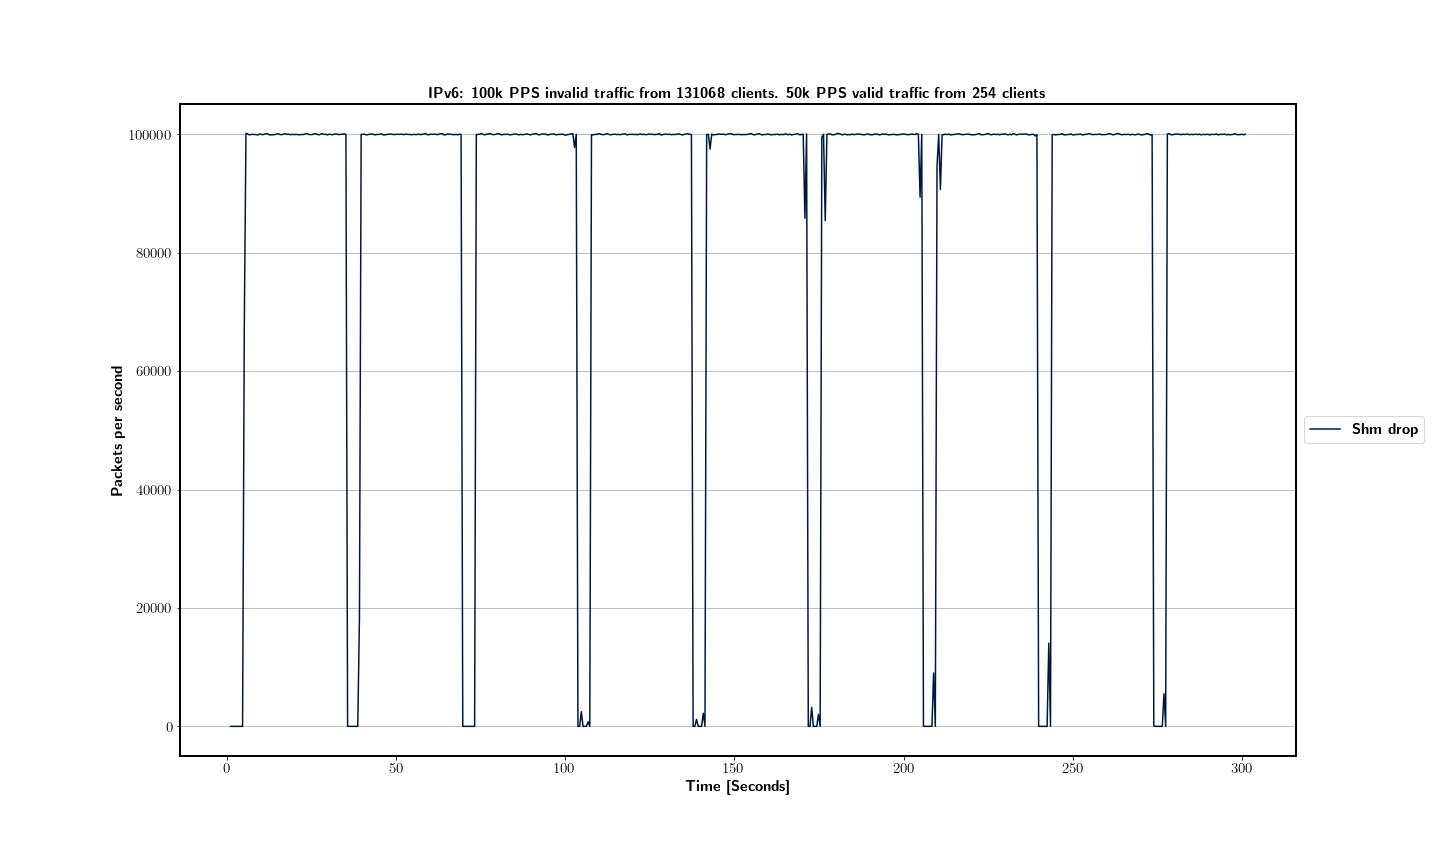 IPv6: 100k PPS invalid traffic from 131068 clients. 50k PPS valid traffic from 254 clients
100000
80000
60000
40000
20000
0
Packets per second
0 50 100 150 200 250 300
Time [Seconds]
Shm drop